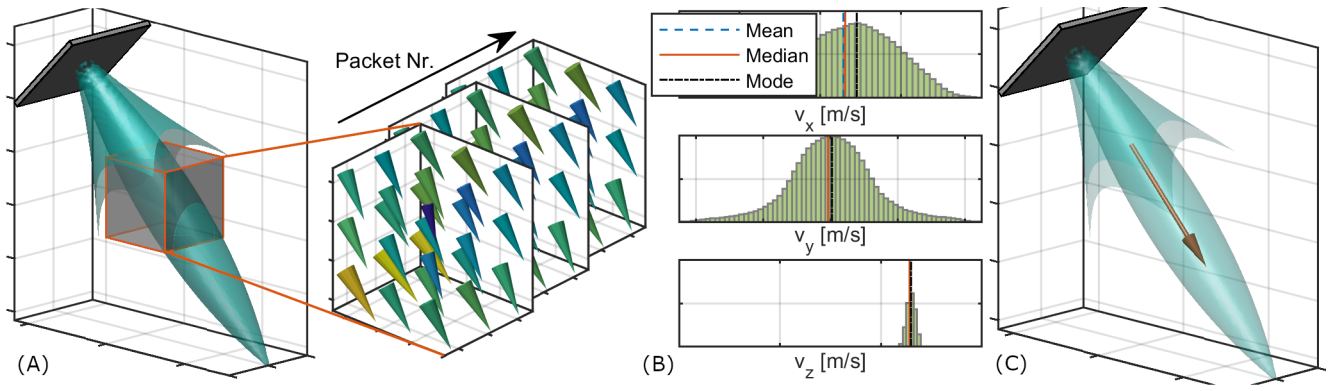 Packet Nr.
Mean
Median
Mode
v_x [m/s]
v_y [m/s]
v_z [m/s]
(A)
(B)
(C)